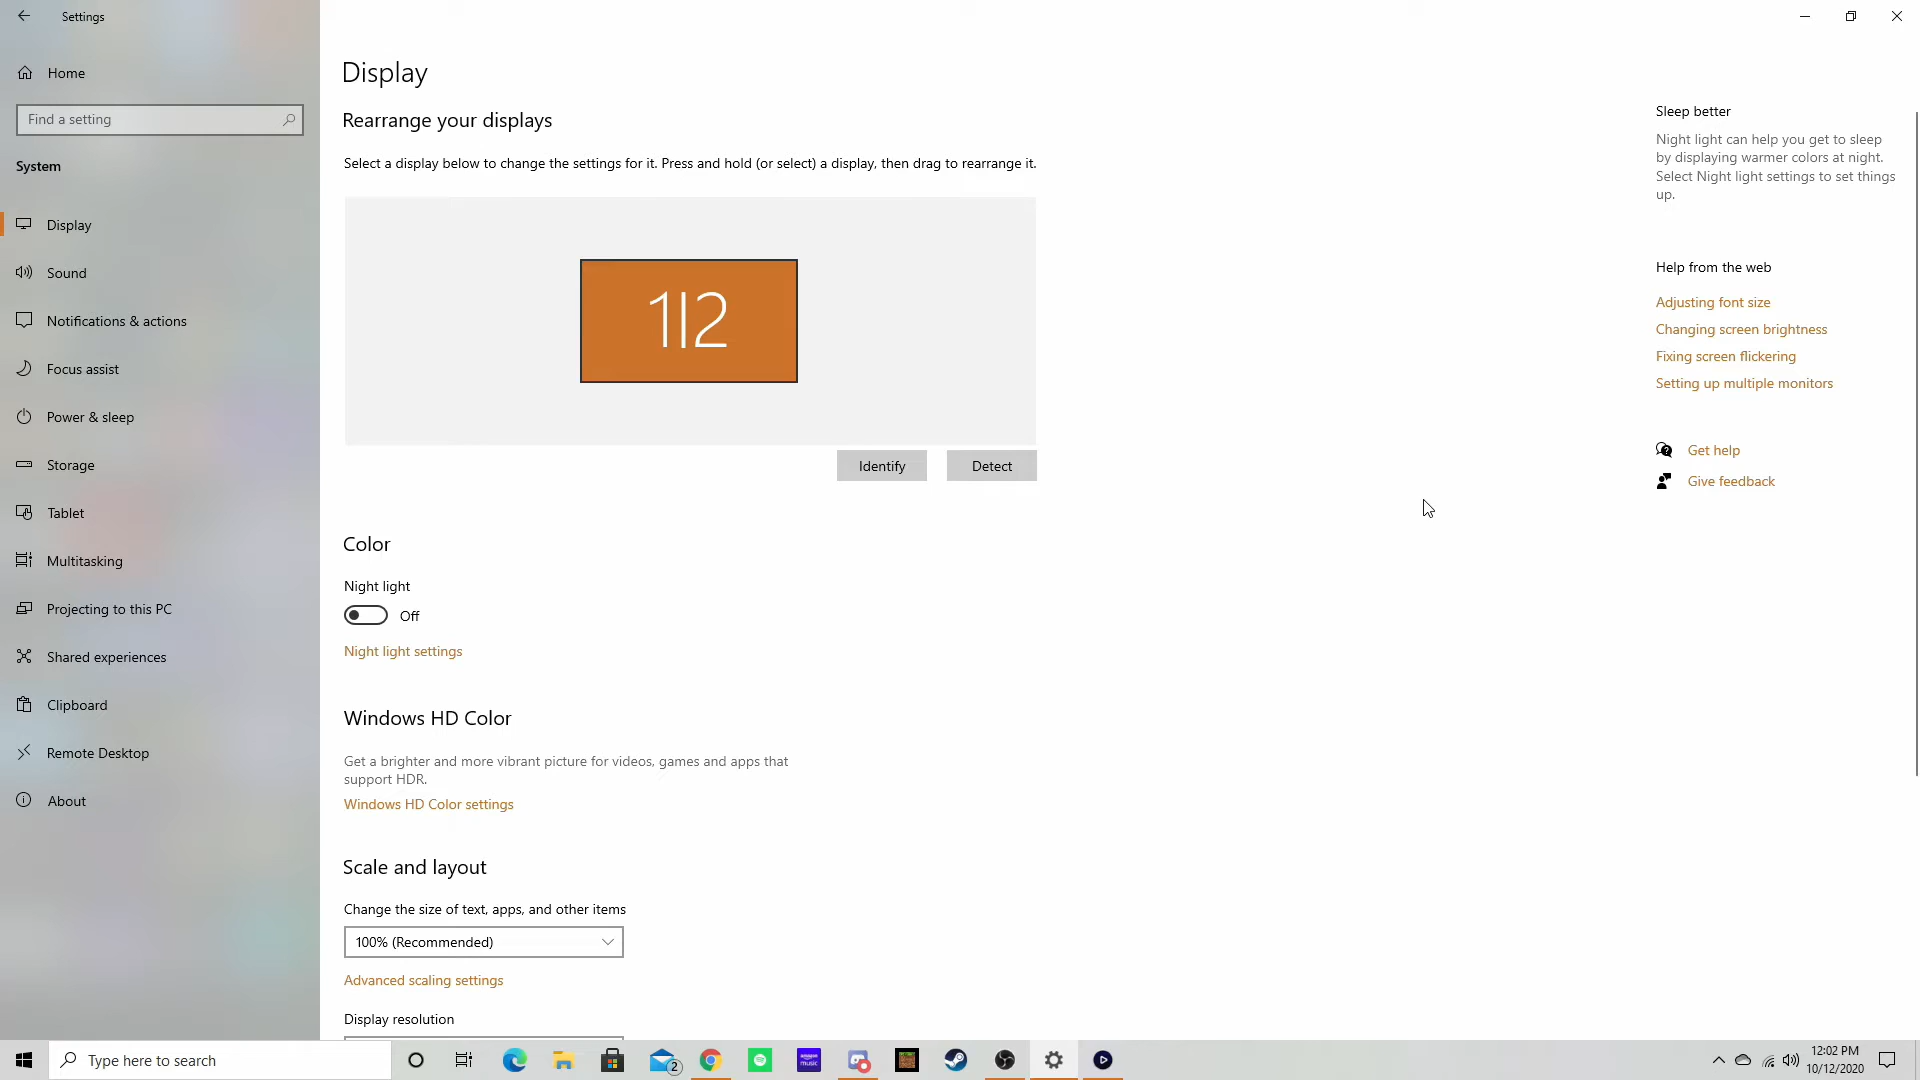 Settings
Home
Find a setting
System
Display
Sound
Notifications & actions
Focus assist
Power & sleep
Storage
Tablet
Multitasking
Projecting to this PC
Shared experiences
Clipboard
Remote Desktop
About
Display
Rearrange your displays
Select a display below to change the settings for it. Press and hold (or select) a display, then drag to rearrange it.
1|2
Identify
Detect
Color
Night light
Off
Night light settings
Windows HD Color
Get a brighter and more vibrant picture for videos, games and apps that
support HDR.
Windows HD Color settings
Scale and layout
Change the size of text, apps, and other items
100% (Recommended)
Advanced scaling settings
Display resolution
Sleep better
Night light can help you get to sleep
by displaying warmer colors at night.
Select Night light settings to set things
up.
Help from the web
Adjusting font size
Changing screen brightness
Fixing screen flickering
Setting up multiple monitors
Get help
Give feedback
Type here to search
2
amazon
music
12:02 PM
10/12/2020